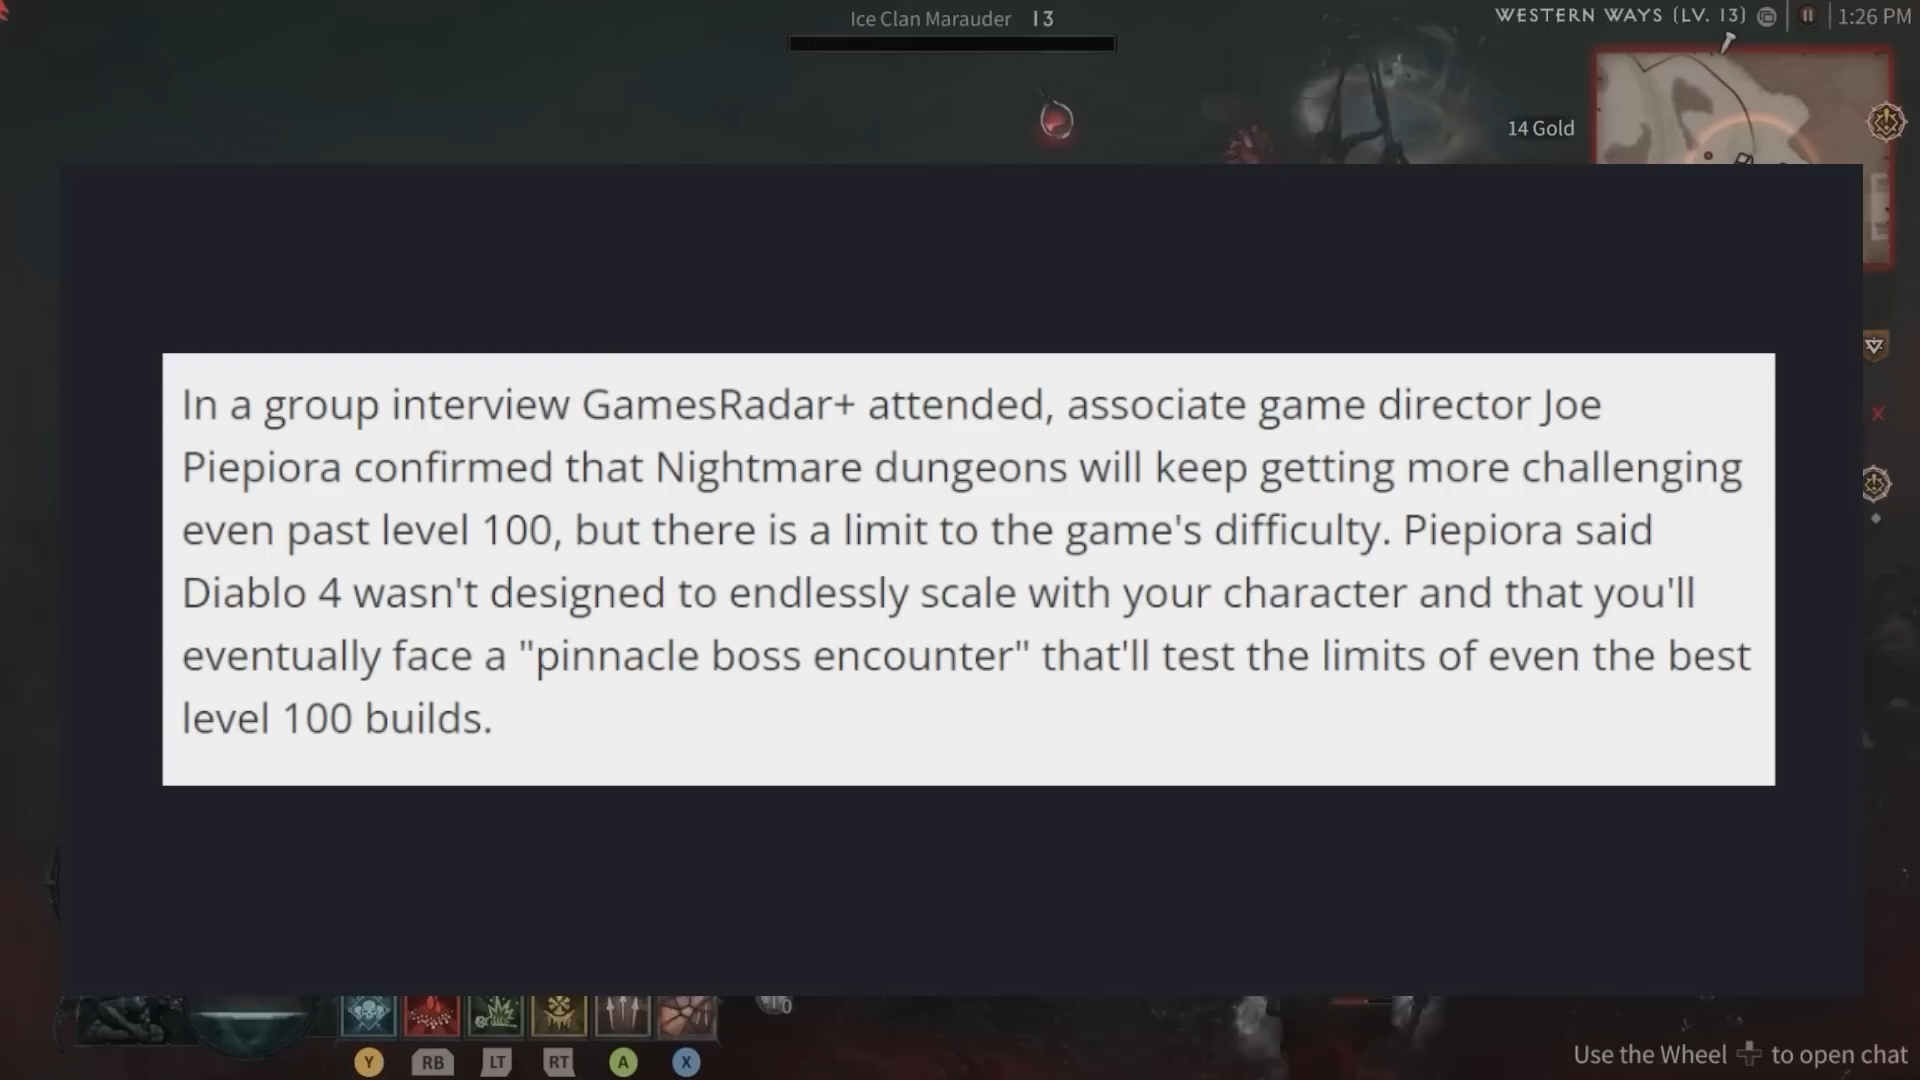 Ice Clan Marauder 13
WESTERN WAYS (LV. 13) 1:26 PM
14 Gold
In a group interview GamesRadar+ attended, associate game director Joe
Piepiora confirmed that Nightmare dungeons will keep getting more challenging
even past level 100, but there is a limit to the game's difficulty. Piepiora said
Diablo 4 wasn't designed to endlessly scale with your character and that you'll
eventually face a "pinnacle boss encounter" that'll test the limits of even the best
level 100 builds.
0
Y RB LT RT A X
Use the Wheel to open chat